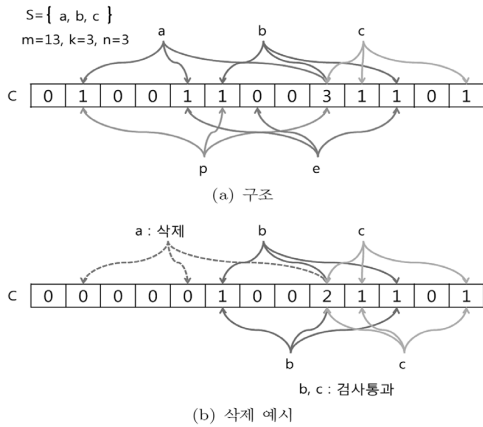 S={ a, b, c }
m=13, k=3, n=3
a b c
C 0 1 0 0 1 1 0 0 3 1 1 0 1
p e
(a) 구조
a : 삭제 b c
C 0 0 0 0 0 1 0 0 2 1 1 0 1
b c
b, c : 검사통과
(b) 삭제 예시